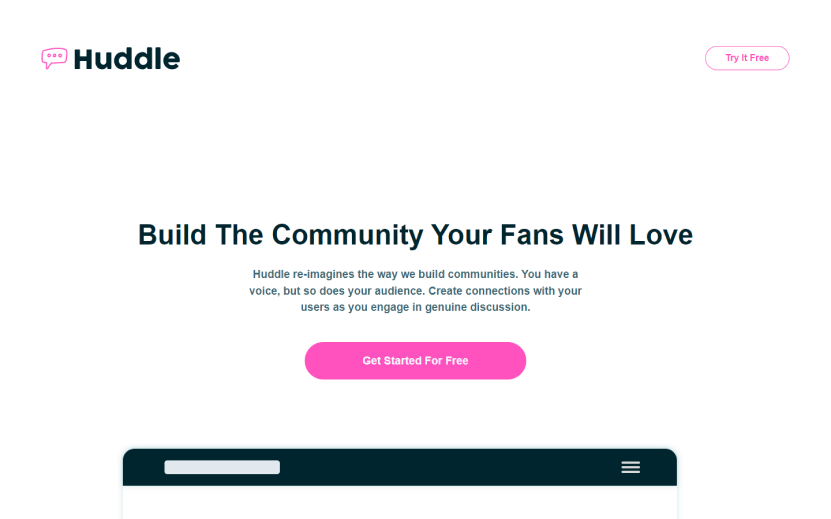 Huddle
Try It Free
Build The Community Your Fans Will Love
Huddle re-imagines the way we build communities. You have a
voice, but so does your audience. Create connections with your
users as you engage in genuine discussion.
Get Started For Free